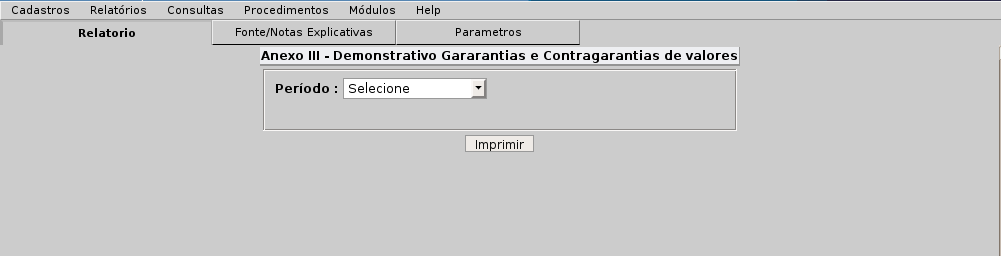 Cadastros Relatórios Consultas Procedimentos Módulos Help
Relatorio Fonte/Notas Explicativas Parametros
Anexo III - Demonstrativo Gararantias e Contragarantias de valores
Período : Selecione
Imprimir